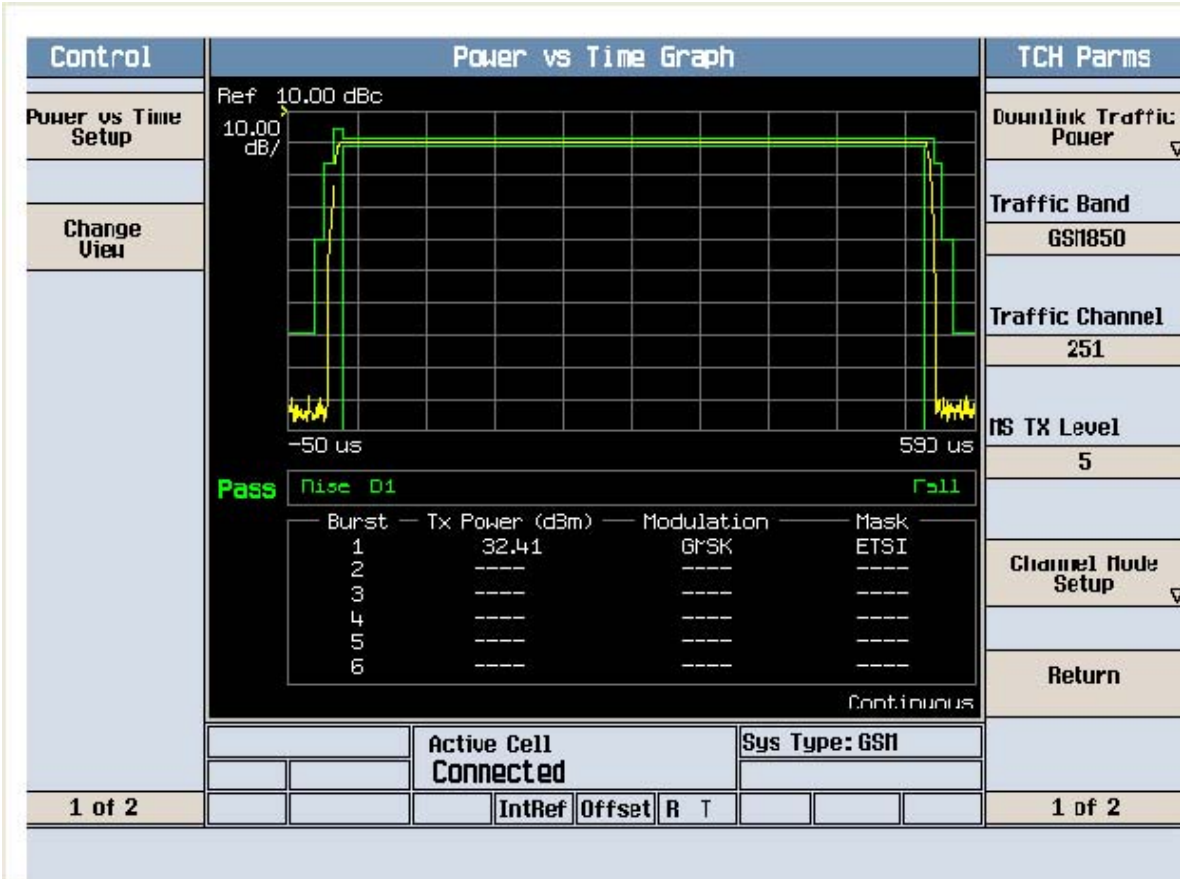 Control
Power vs Time Graph
TCH Parms
Power vs Time
Setup
Change
View
1 of 2
Ref 10.00 dBc
10.00
dB/
-50 us
590 us
Pass
Rise 01
Fall
Burst Tx Power (dBm) Modulation Mask
1 32.41 GMSK ETSI
2 ---- ---- ----
3 ---- ---- ----
4 ---- ---- ----
5 ---- ---- ----
6 ---- ---- ----
Continuous
Active Cell
Connected
Sys Type: GSM
IntRef Offset R T
Downlink Traffic
Power
Traffic Band
GSM850
Traffic Channel
251
MS TX Level
5
Channel Mode
Setup
Return
1 of 2